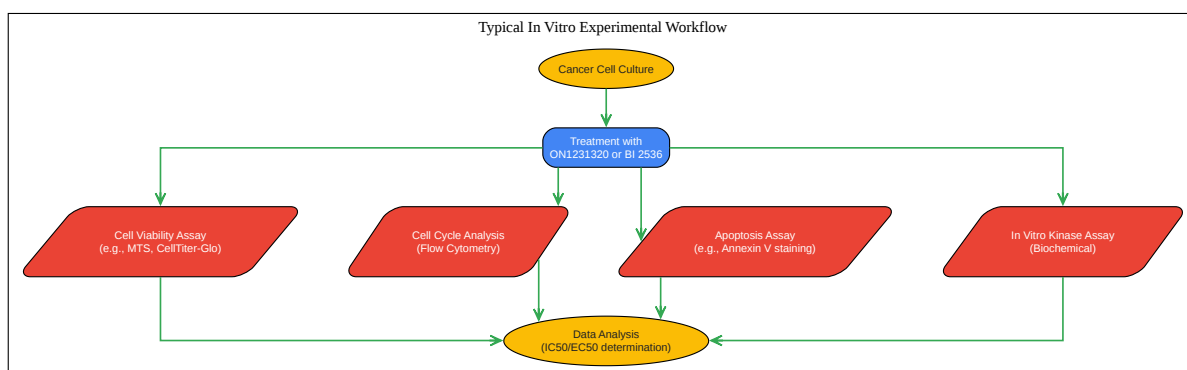 Typical In Vitro Experimental Workflow
Cancer Cell Culture
Treatment with
ON1231320 or BI 2536
Cell Viability Assay
(e.g., MTS, CellTiter-Glo)
Cell Cycle Analysis
(Flow Cytometry)
Apoptosis Assay
(e.g., Annexin V staining)
In Vitro Kinase Assay
(Biochemical)
Data Analysis
(IC50/EC50 determination)